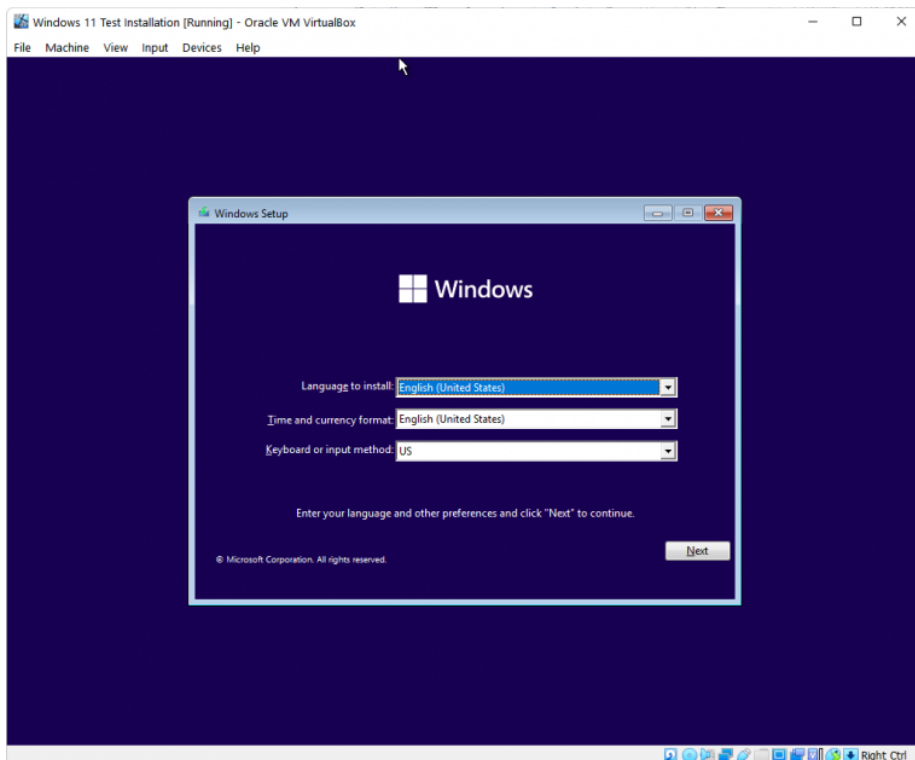 Windows 11 Test Installation [Running] - Oracle VM VirtualBox
File Machine View Input Devices Help
Windows Setup
Windows
Language to install: English (United States)
Time and currency format: English (United States)
Keyboard or input method: US
Enter your language and other preferences and click "Next" to continue.
© Microsoft Corporation. All rights reserved.
Next
Right Ctrl